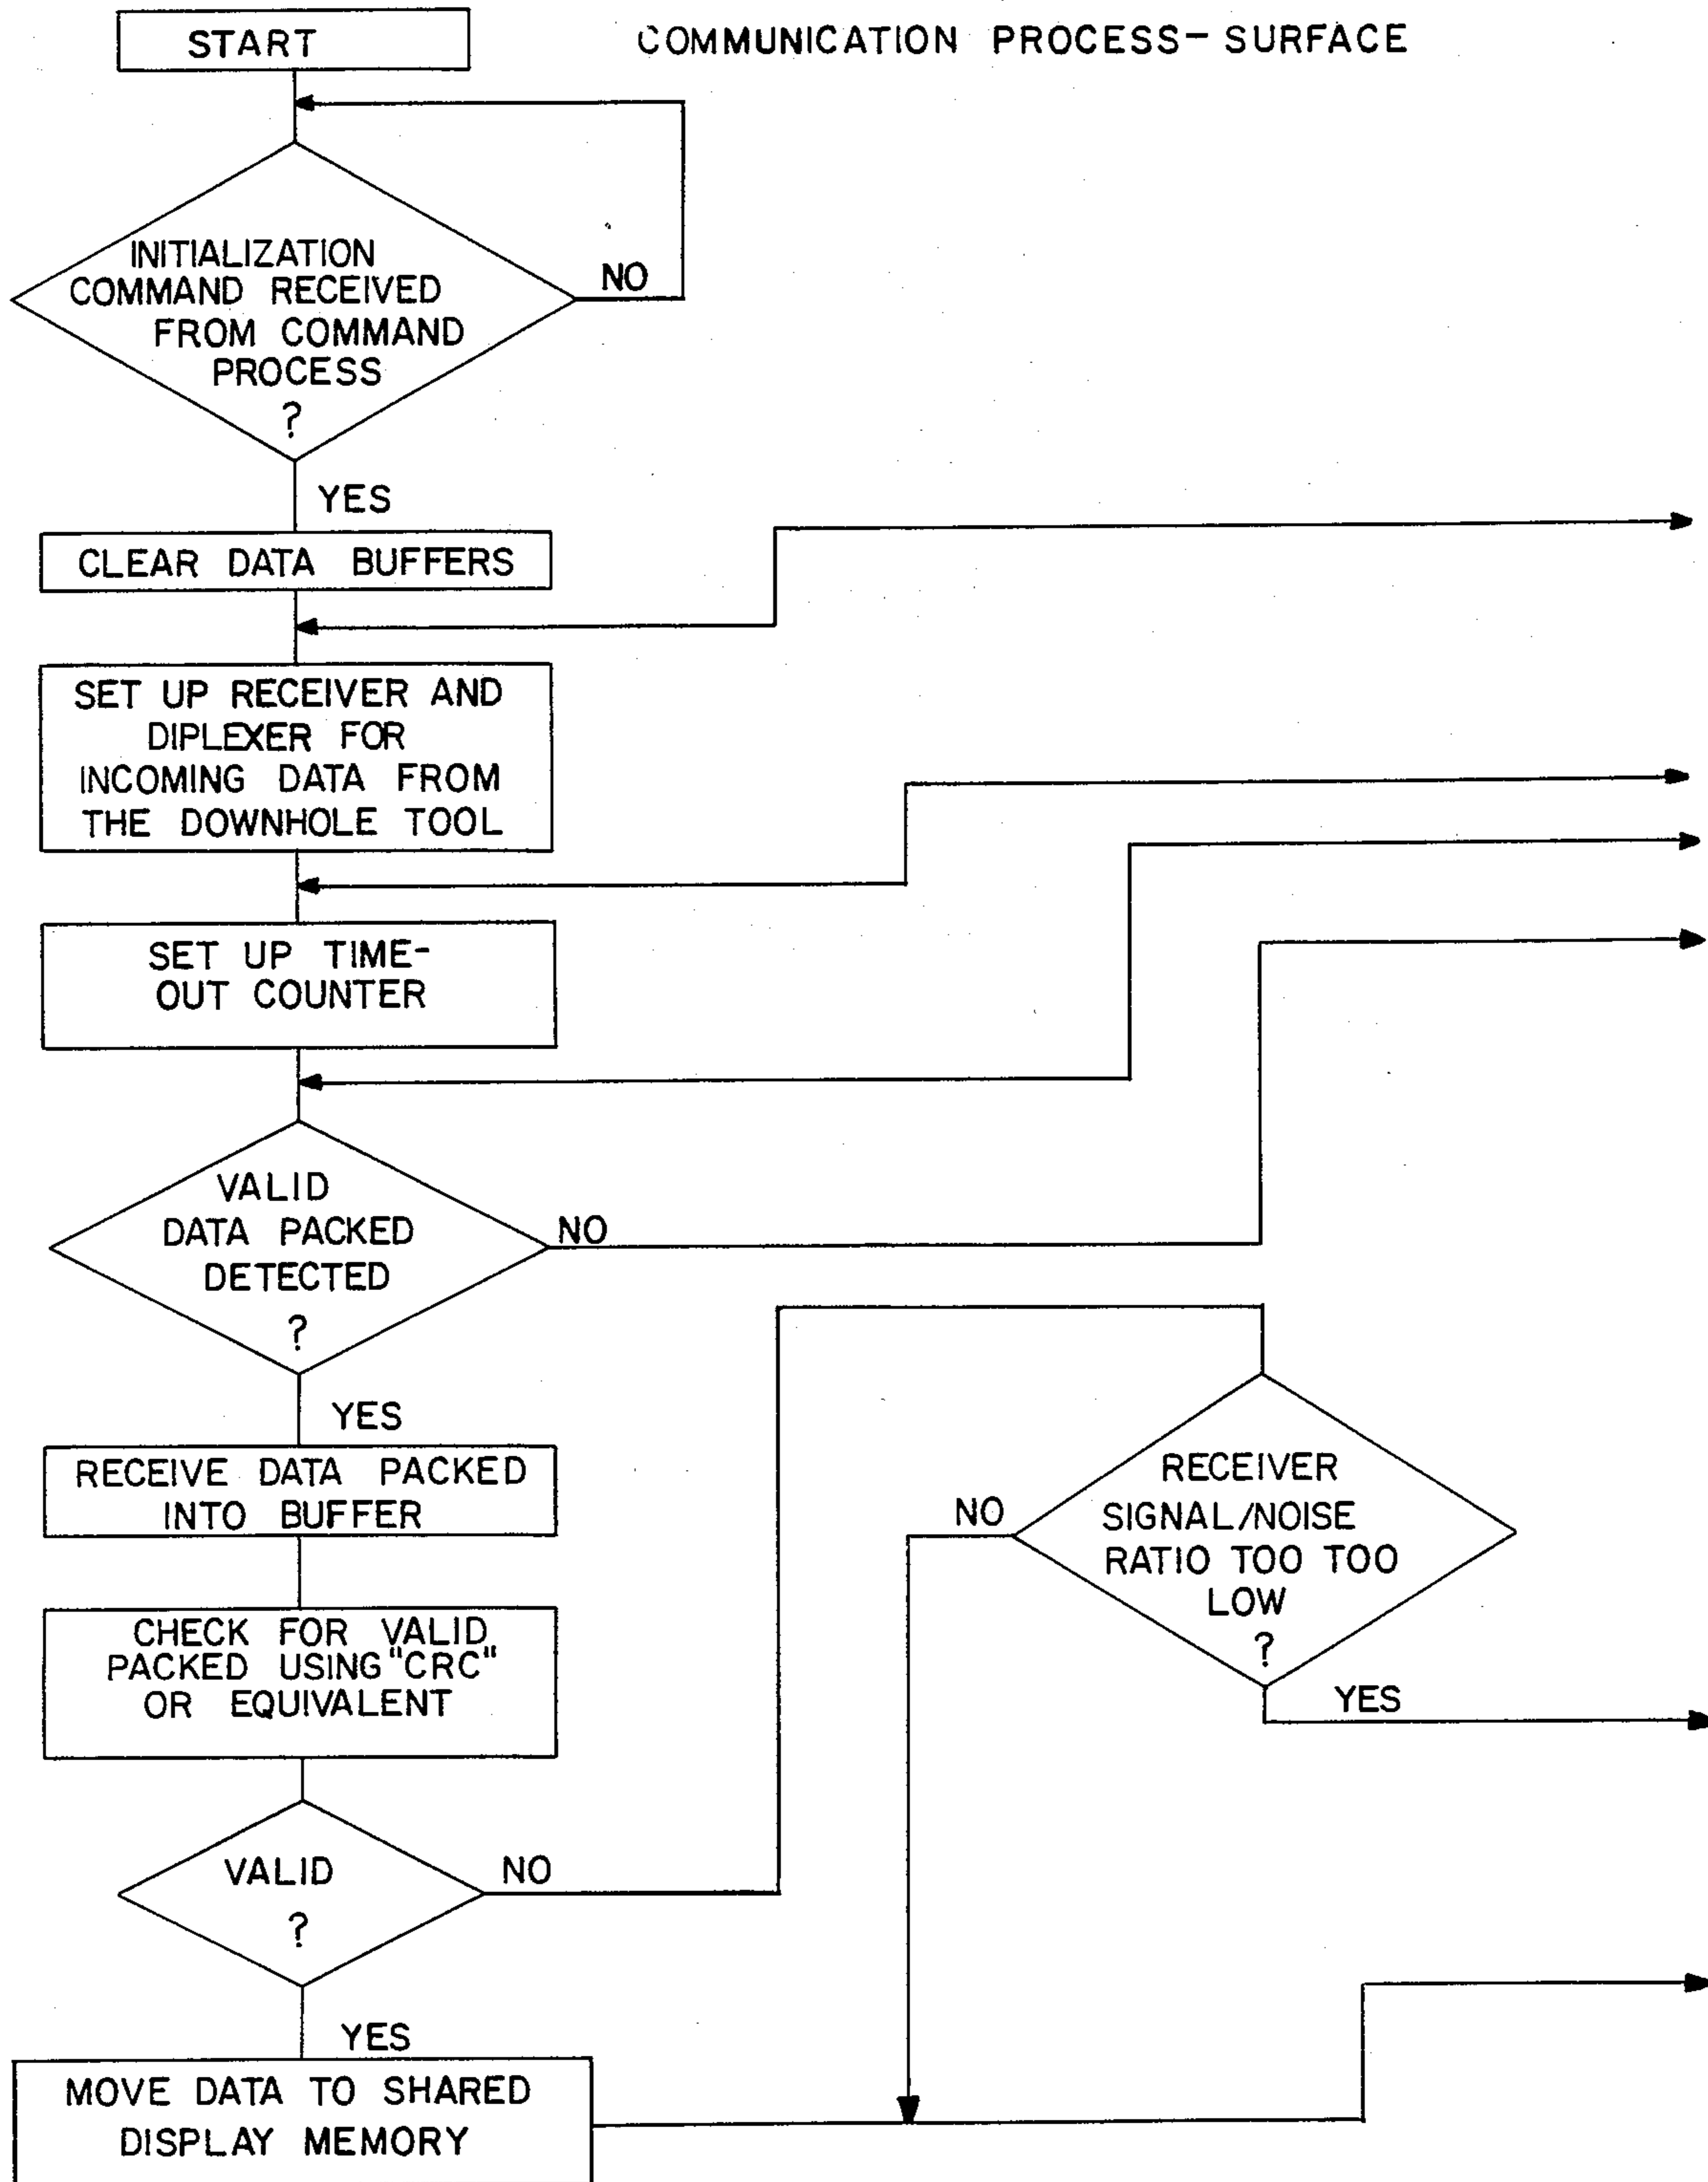 START
COMMUNICATION PROCESS- SURFACE
INITIALIZATION
COMMAND RECEIVED
FROM COMMAND
PROCESS
?
NO
YES
CLEAR DATA BUFFERS
SET UP RECEIVER AND
DIPLEXER FOR
INCOMING DATA FROM
THE DOWNHOLE TOOL
SET UP TIME-
OUT COUNTER
VALID
DATA PACKED
DETECTED
?
NO
YES
RECEIVE DATA PACKED
INTO BUFFER
CHECK FOR VALID
PACKED USING "CRC"
OR EQUIVALENT
VALID
?
NO
YES
MOVE DATA TO SHARED
DISPLAY MEMORY
RECEIVER
SIGNAL/NOISE
RATIO TOO TOO
LOW
?
NO
YES